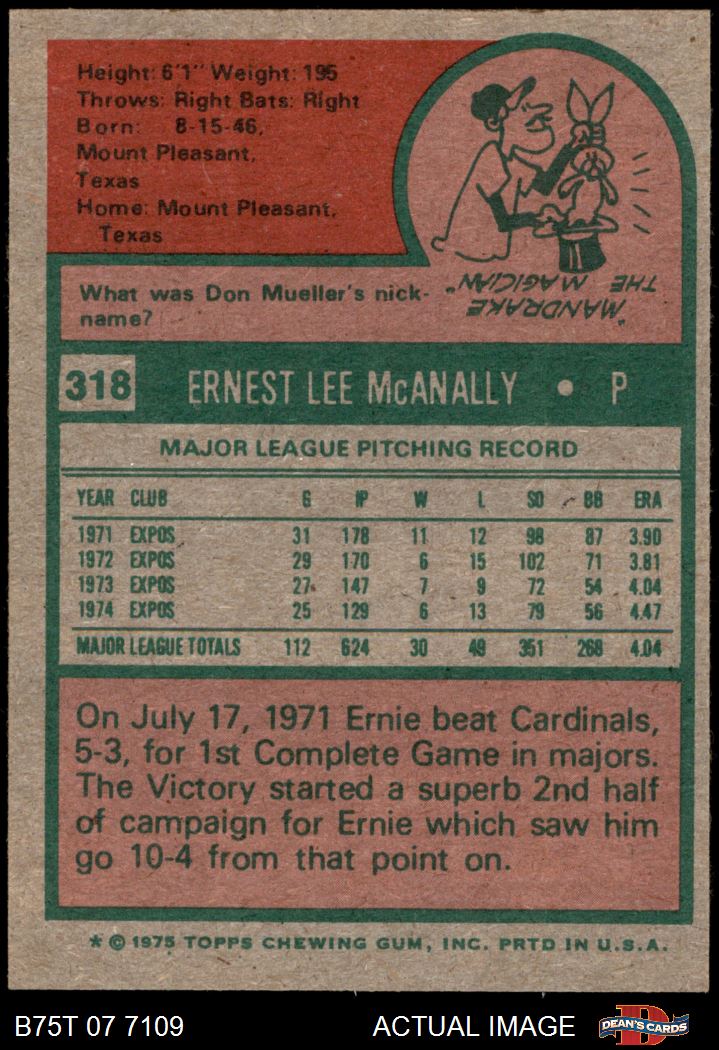 Height: 6'1" Weight: 195
Throws: Right Bats: Right
Born: 8-15-46,
Mount Pleasant,
Texas
Home: Mount Pleasant,
Texas
What was Don Mueller's nick-
name?
"MANDRAKE
THE
MAGICIAN"
318 ERNEST LEE McANALLY • P
MAJOR LEAGUE PITCHING RECORD
YEAR CLUB G IP W L SO BB ERA
1971 EXPOS 31 178 11 12 98 87 3.90
1972 EXPOS 29 170 6 15 102 71 3.81
1973 EXPOS 27 147 7 9 72 54 4.04
1974 EXPOS 25 129 6 13 79 56 4.47
MAJOR LEAGUE TOTALS 112 624 30 49 351 268 4.04
On July 17, 1971 Ernie beat Cardinals,
5-3, for 1st Complete Game in majors.
The Victory started a superb 2nd half
of campaign for Ernie which saw him
go 10-4 from that point on.
* © 1975 TOPPS CHEWING GUM, INC. PRTD IN U.S.A.
B75T 07 7109 ACTUAL IMAGE D DEAN'S CARDS